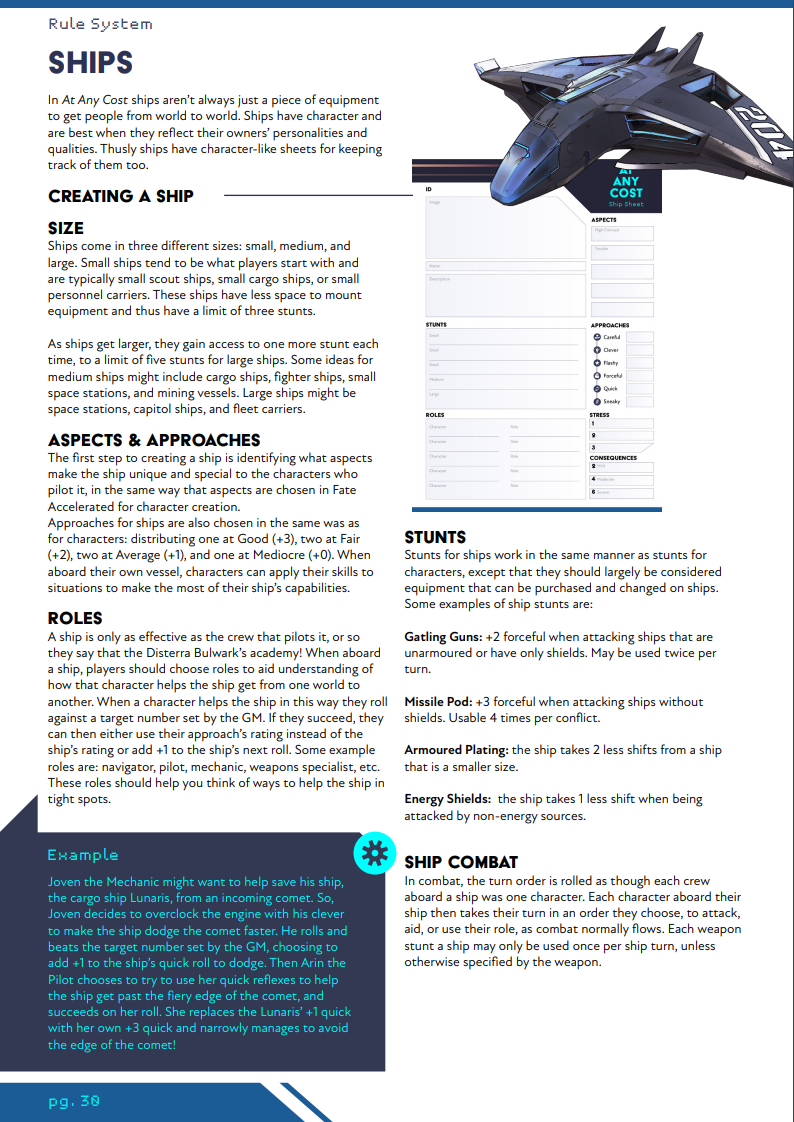 Rule System
SHIPS
In At Any Cost ships aren't always just a piece of equipment
to get people from world to world. Ships have character and
are best when they reflect their owners' personalities and
qualities. Thusly ships have character-like sheets for keeping
track of them too.
CREATING A SHIP
SIZE
Ships come in three different sizes: small, medium, and
large. Small ships tend to be what players start with and
are typically small scout ships, small cargo ships, or small
personnel carriers. These ships have less space to mount
equipment and thus have a limit of three stunts.
As ships get larger, they gain access to one more stunt each
time, to a limit of five stunts for large ships. Some ideas for
medium ships might include cargo ships, fighter ships, small
space stations, and mining vessels. Large ships might be
space stations, capitol ships, and fleet carriers.
ASPECTS & APPROACHES
The first step to creating a ship is identifying what aspects
make the ship unique and special to the characters who
pilot it, in the same way that aspects are chosen in Fate
Accelerated for character creation.
Approaches for ships are also chosen in the same was as
for characters: distributing one at Good (+3), two at Fair
(+2), two at Average (+1), and one at Mediocre (+0). When
aboard their own vessel, characters can apply their skills to
situations to make the most of their ship's capabilities.
ROLES
A ship is only as effective as the crew that pilots it, or so
they say that the Disterra Bulwark's academy! When aboard
a ship, players should choose roles to aid understanding of
how that character helps the ship get from one world to
another. When a character helps the ship in this way they roll
against a target number set by the GM. If they succeed, they
can then either use their approach's rating instead of the
ship's rating or add +1 to the ship's next roll. Some example
roles are: navigator, pilot, mechanic, weapons specialist, etc.
These roles should help you think of ways to help the ship in
tight spots.
Example
Joven the Mechanic might want to help save his ship,
the cargo ship Lunaris, from an incoming comet. So,
Joven decides to overclock the engine with his clever
to make the ship dodge the comet faster. He rolls and
beats the target number set by the GM, choosing to
add +1 to the ship's quick roll to dodge. Then Arin the
Pilot chooses to try to use her quick reflexes to help
the ship get past the fiery edge of the comet, and
succeeds on her roll. She replaces the Lunaris' +1 quick
with her own +3 quick and narrowly manages to avoid
the edge of the comet!
204
AT
ANY
COST
Ship Sheet
ID
Image
Name
Description
ASPECTS
High Concept
Trouble
STUNTS
Small
Small
Small
Medium
Large
APPROACHES
Careful
Clever
Flashy
Forceful
Quick
Sneaky
ROLES
Character Role
Character Role
Character Role
Character Role
Character Role
Character Role
STRESS
1
2
3
CONSEQUENCES
2 Mild
4 Moderate
6 Severe
STUNTS
Stunts for ships work in the same manner as stunts for
characters, except that they should largely be considered
equipment that can be purchased and changed on ships.
Some examples of ship stunts are:
Gatling Guns: +2 forceful when attacking ships that are
unarmoured or have only shields. May be used twice per
turn.
Missile Pod: +3 forceful when attacking ships without
shields. Usable 4 times per conflict.
Armoured Plating: the ship takes 2 less shifts from a ship
that is a smaller size.
Energy Shields: the ship takes 1 less shift when being
attacked by non-energy sources.
SHIP COMBAT
In combat, the turn order is rolled as though each crew
aboard a ship was one character. Each character aboard their
ship then takes their turn in an order they choose, to attack,
aid, or use their role, as combat normally flows. Each weapon
stunt a ship may only be used once per ship turn, unless
otherwise specified by the weapon.
pg. 30